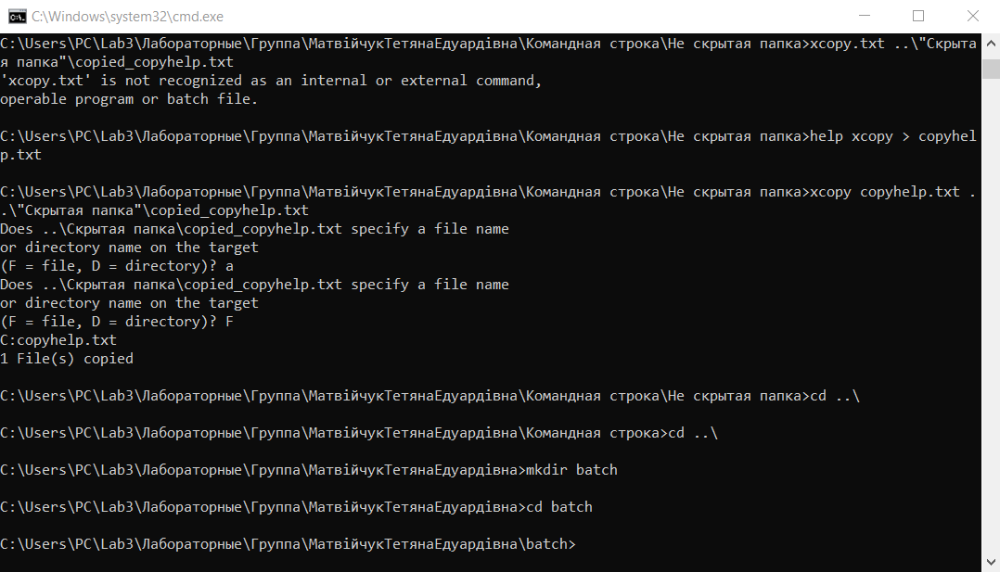 C:\Windows\system32\cmd.exe
C:\Users\PC\Lab3\Лабораторные\Группа\МатвійчукТетянаЕдуардівна\Командная строка\Не скрытая папка>xcopy.txt ..\"Скрыта
я папка"\copied_copyhelp.txt
'xcopy.txt' is not recognized as an internal or external command,
operable program or batch file.
C:\Users\PC\Lab3\Лабораторные\Группа\МатвійчукТетянаЕдуардівна\Командная строка\Не скрытая папка>help xcopy > copyhel
p.txt
C:\Users\PC\Lab3\Лабораторные\Группа\МатвійчукТетянаЕдуардівна\Командная строка\Не скрытая папка>xcopy copyhelp.txt .
.\"Скрытая папка"\copied_copyhelp.txt
Does ..\Скрытая папка\copied_copyhelp.txt specify a file name
or directory name on the target
(F = file, D = directory)? a
Does ..\Скрытая папка\copied_copyhelp.txt specify a file name
or directory name on the target
(F = file, D = directory)? F
C:copyhelp.txt
1 File(s) copied
C:\Users\PC\Lab3\Лабораторные\Группа\МатвійчукТетянаЕдуардівна\Командная строка\Не скрытая папка>cd ..\
C:\Users\PC\Lab3\Лабораторные\Группа\МатвійчукТетянаЕдуардівна\Командная строка>cd ..\
C:\Users\PC\Lab3\Лабораторные\Группа\МатвійчукТетянаЕдуардівна>mkdir batch
C:\Users\PC\Lab3\Лабораторные\Группа\МатвійчукТетянаЕдуардівна>cd batch
C:\Users\PC\Lab3\Лабораторные\Группа\МатвійчукТетянаЕдуардівна\batch>